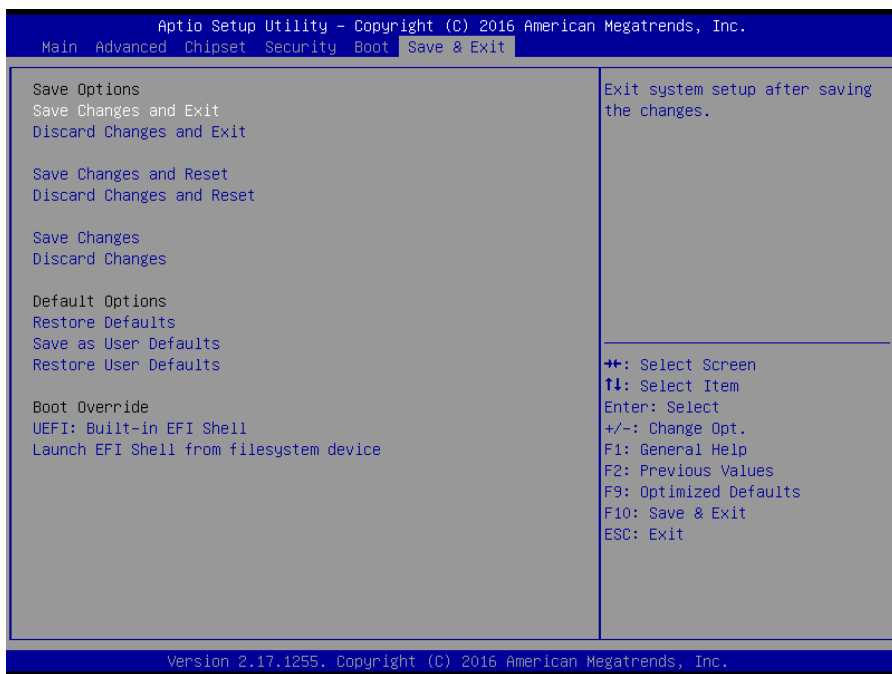 Aptio Setup Utility – Copyright (C) 2016 American Megatrends, Inc.
Main Advanced Chipset Security Boot Save & Exit
Save Options
Save Changes and Exit
Discard Changes and Exit
Save Changes and Reset
Discard Changes and Reset
Save Changes
Discard Changes
Default Options
Restore Defaults
Save as User Defaults
Restore User Defaults
Boot Override
UEFI: Built-in EFI Shell
Launch EFI Shell from filesystem device
Exit system setup after saving
the changes.
→←: Select Screen
↑↓: Select Item
Enter: Select
+/-: Change Opt.
F1: General Help
F2: Previous Values
F9: Optimized Defaults
F10: Save & Exit
ESC: Exit
Version 2.17.1255. Copyright (C) 2016 American Megatrends, Inc.